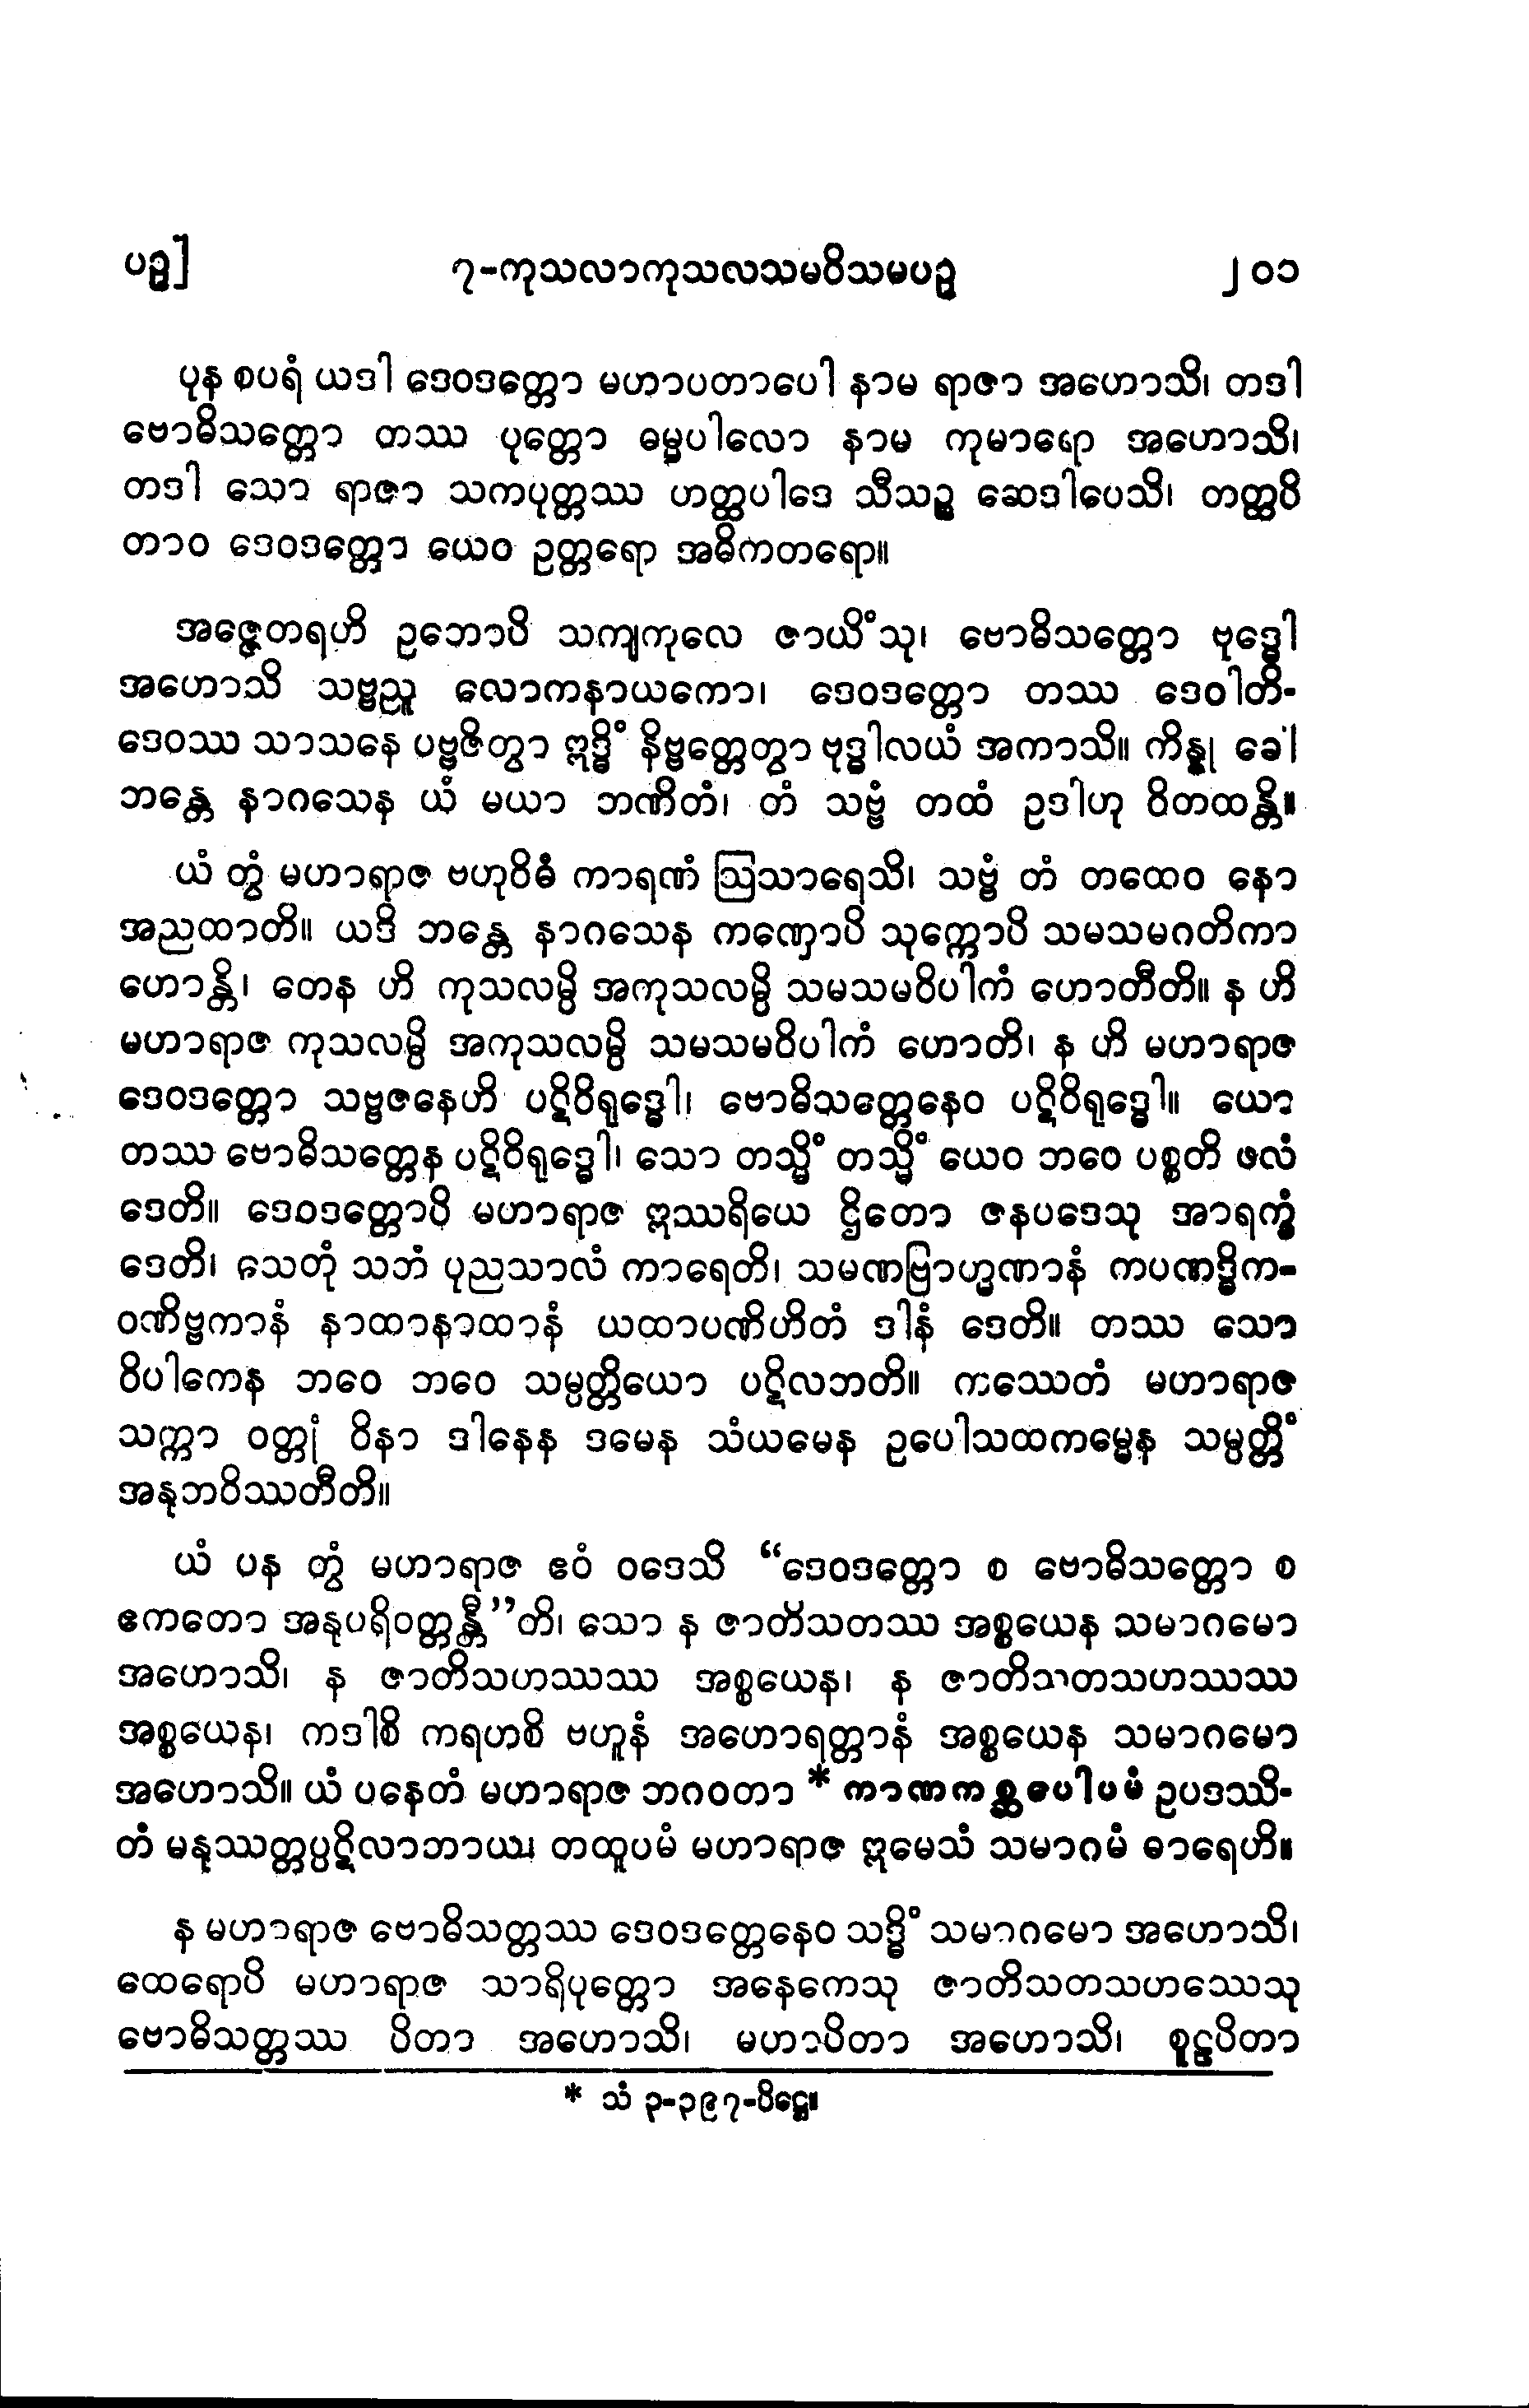 ပဉှ]
၇-ကုသလာကုသလသမဝိသမပဉှ
၂၀၁
ပုန စပရံ ယဒါ ဒေဝဒတ္တော မဟာပတာပေါ နာမ ရာဇာ အဟောသိ၊ တဒါ
ဗောဓိသတ္တော တဿ ပုတ္တော ဓမ္မပါလော နာမ ကုမာရော အဟောသိ၊
တဒါ သော ရာဇာ သကပုတ္တဿ ဟတ္ထပါဒေ သီသဉ္စ ဆေဒါပေသိ၊ တတ္ထပိ
တာဝ ဒေဝဒတ္တော ယေဝ ဥတ္တရော အဓိကတရော။
အဇ္ဇေတရဟိ ဥဘောပိ သကျကုလေ ဇာယိံသု၊ ဗောဓိသတ္တော ဗုဒ္ဓေါ
အဟောသိ သဗ္ဗညူ လောကနာယကော၊ ဒေဝဒတ္တော တဿ ဒေဝါတိ-
ဒေဝဿ သာသနေ ပဗ္ဗဇိတွာ ဣဒ္ဓိံ နိဗ္ဗတ္တေတွာ ဗုဒ္ဓါလယံ အကာသိ။ ကိန္နု ခေါ
ဘန္တေ နာဂသေန ယံ မယာ ဘဏိတံ၊ တံ သဗ္ဗံ တထံ ဥဒါဟု ဝိတထန္တိ။
ယံ တွံ မဟာရာဇ ဗဟုဝိဓံ ကာရဏံ ဩသာရေသိ၊ သဗ္ဗံ တံ တထေဝ နော
အညထာတိ။ ယဒိ ဘန္တေ နာဂသေန ကဏှောပိ သုက္ကောပိ သမသမဂတိကာ
ဟောန္တိ၊ တေန ဟိ ကုသလမ္ပိ အကုသလမ္ပိ သမသမဝိပါကံ ဟောတီတိ။ န ဟိ
မဟာရာဇ ကုသလမ္ပိ အကုသလမ္ပိ သမသမဝိပါကံ ဟောတိ၊ န ဟိ မဟာရာဇ
ဒေဝဒတ္တော သဗ္ဗဇနေဟိ ပဋိဝိရုဒ္ဓေါ၊ ဗောဓိသတ္တေနေဝ ပဋိဝိရုဒ္ဓေါ။ ယော
တဿ ဗောဓိသတ္တေန ပဋိဝိရုဒ္ဓေါ၊ သော တသ္မိံ တသ္မိံ ယေဝ ဘဝေ ပစ္စတိ ဖလံ
ဒေတိ။ ဒေဝဒတ္တောပိ မဟာရာဇ ဣဿရိယေ ဌိတော ဇနပဒေသု အာရက္ခံ
ဒေတိ၊ သေတုံ သဘံ ပုညသာလံ ကာရေတိ၊ သမဏဗြာဟ္မဏာနံ ကပဏဒ္ဓိက-
ဝဏိဗ္ဗကာနံ နာထာနာထာနံ ယထာပဏိဟိတံ ဒါနံ ဒေတိ။ တဿ သော
ဝိပါကေန ဘဝေ ဘဝေ သမ္ပတ္တိယော ပဋိလဘတိ။ ကဿေတံ မဟာရာဇ
သက္ကာ ဝတ္တုံ ဝိနာ ဒါနေန ဒမေန သံယမေန ဥပေါသထကမ္မေန သမ္ပတ္တိံ
အနုဘဝိဿတီတိ။
ယံ ပန တွံ မဟာရာဇ ဧဝံ ဝဒေသိ “ဒေဝဒတ္တော စ ဗောဓိသတ္တော စ
ဧကတော အနုပရိဝတ္တန္တီ”တိ၊ သော န ဇာတိသတဿ အစ္စယေန သမာဂမော
အဟောသိ၊ န ဇာတိသဟဿဿ အစ္စယေန၊ န ဇာတိသတသဟဿဿ
အစ္စယေန၊ ကဒါစိ ကရဟစိ ဗဟူနံ အဟောရတ္တာနံ အစ္စယေန သမာဂမော
အဟောသိ။ ယံ ပနေတံ မဟာရာဇ ဘဂဝတာ * ကာဏကစ္ဆပေါပမံ ဥပဒဿိ-
တံ မနုဿတ္တပ္ပဋိလာဘာယ၊ တထူပမံ မဟာရာဇ ဣမေသံ သမာဂမံ ဓာရေဟိ။
န မဟာရာဇ ဗောဓိသတ္တဿ ဒေဝဒတ္တေနေဝ သဒ္ဓိံ သမာဂမော အဟောသိ၊
ထေရောပိ မဟာရာဇ သာရိပုတ္တော အနေကေသု ဇာတိသတသဟဿေသု
ဗောဓိသတ္တဿ ပိတာ အဟောသိ၊ မဟာပိတာ အဟောသိ၊ စူဠပိတာ
* သံ ၃-၃၉၇-ပိဋ္ဌေ။